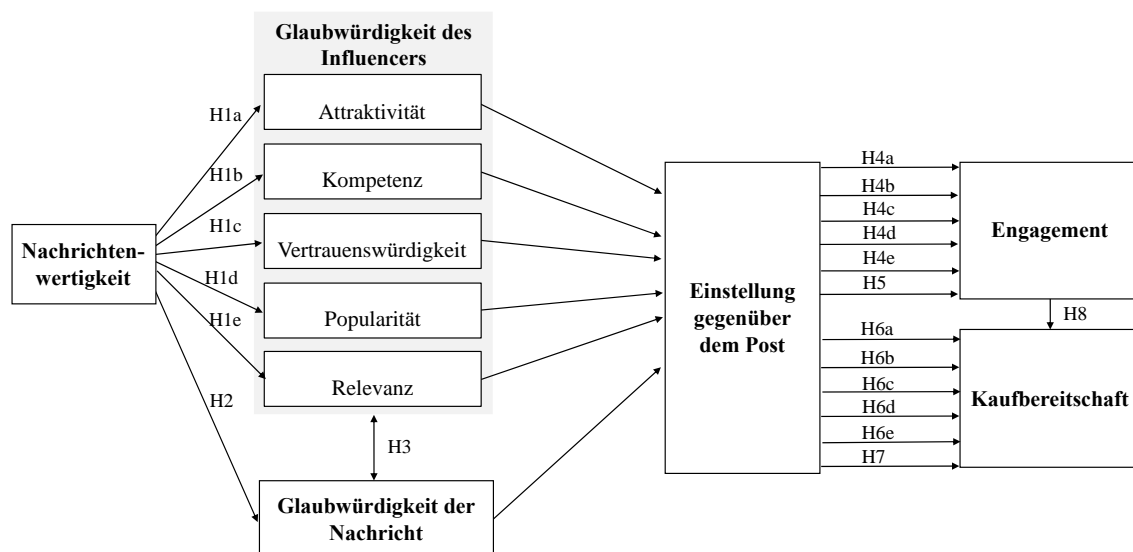 Glaubwürdigkeit des
Influencers
Attraktivität
Kompetenz
Vertrauenswürdigkeit
Popularität
Relevanz
H1a
H1b
H1c
H1d
H1e
H2
Nachrichten-
wertigkeit
H3
Glaubwürdigkeit der
Nachricht
Einstellung
gegenüber
dem Post
H4a
H4b
H4c
H4d
H4e
H5
H6a
H6b
H6c
H6d
H6e
H7
Engagement
H8
Kaufbereitschaft